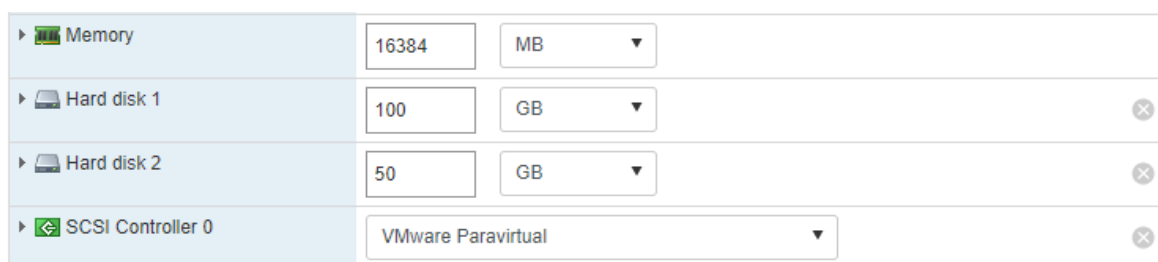 Memory 16384 MB
Hard disk 1 100 GB
Hard disk 2 50 GB
SCSI Controller 0 VMware Paravirtual